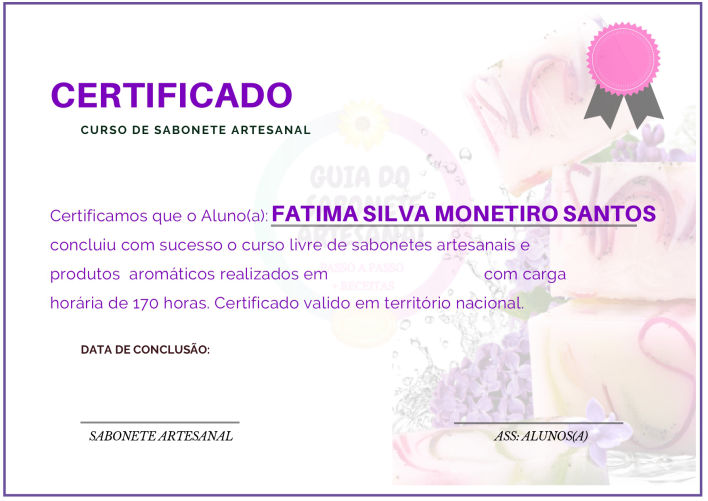 CERTIFICADO
CURSO DE SABONETE ARTESANAL
GUIA DO
SABONETE
ARTESANAL
PASSO A PASSO
+ RECEITAS
Certificamos que o Aluno(a): FATIMA SILVA MONETIRO SANTOS
concluiu com sucesso o curso livre de sabonetes artesanais e
produtos aromáticos realizados em com carga
horária de 170 horas. Certificado valido em território nacional.
DATA DE CONCLUSÃO:
SABONETE ARTESANAL
ASS: ALUNOS(A)